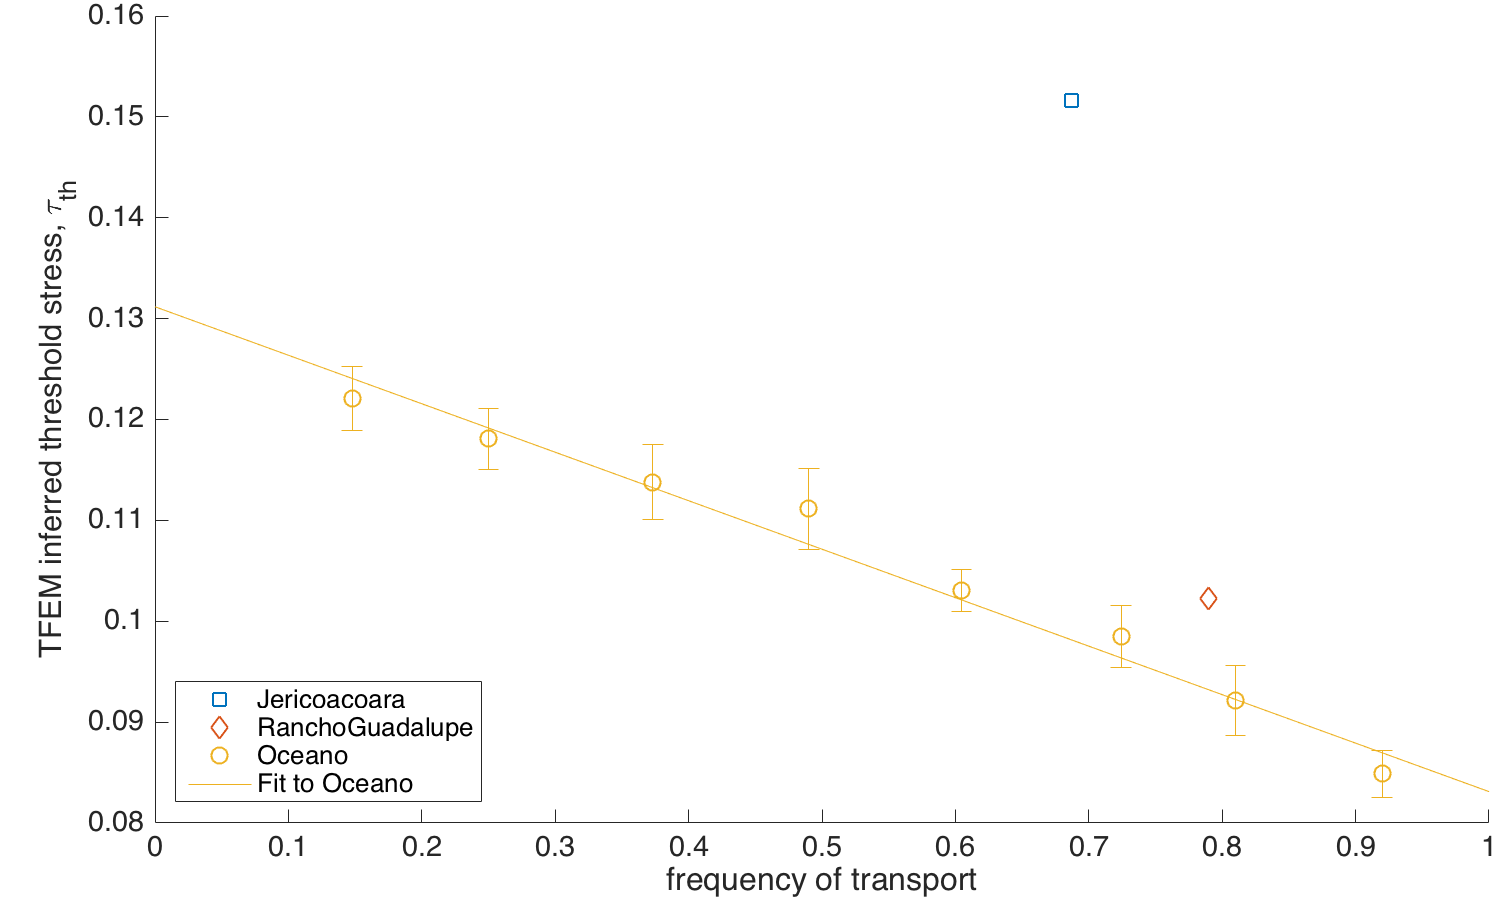 0.16
0.15
0.14
0.13
0.12
0.11
0.1
0.09
0.08
TFEM inferred threshold stress, τth
Jericoacoara
RanchoGuadalupe
Oceano
Fit to Oceano
0 0.1 0.2 0.3 0.4 0.5 0.6 0.7 0.8 0.9 1
frequency of transport